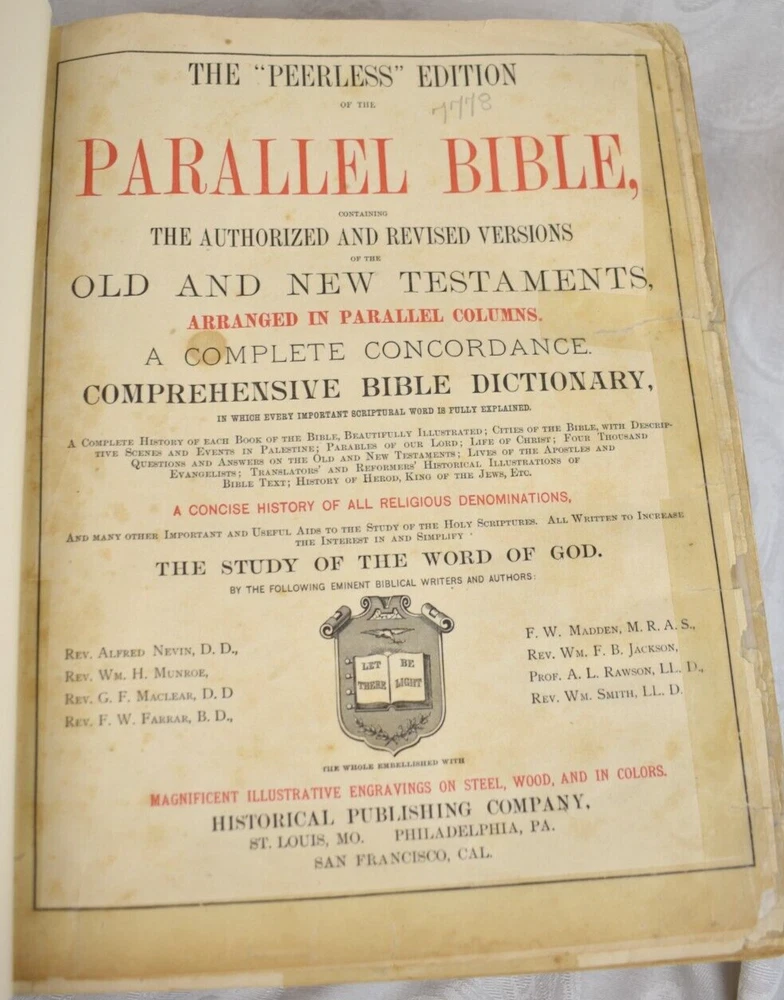 THE "PEERLESS" EDITION
OF THE
7778
PARALLEL BIBLE,
CONTAINING
THE AUTHORIZED AND REVISED VERSIONS
OF THE
OLD AND NEW TESTAMENTS,
ARRANGED IN PARALLEL COLUMNS.
A COMPLETE CONCORDANCE.
COMPREHENSIVE BIBLE DICTIONARY,
IN WHICH EVERY IMPORTANT SCRIPTURAL WORD IS FULLY EXPLAINED.
A COMPLETE HISTORY OF EACH BOOK OF THE BIBLE, BEAUTIFULLY ILLUSTRATED; CITIES OF THE BIBLE, WITH DESCRIP-
TIVE SCENES AND EVENTS IN PALESTINE; PARABLES OF OUR LORD; LIFE OF CHRIST; FOUR THOUSAND
QUESTIONS AND ANSWERS ON THE OLD AND NEW TESTAMENTS; LIVES OF THE APOSTLES AND
EVANGELISTS; TRANSLATORS' AND REFORMERS' HISTORICAL ILLUSTRATIONS OF
BIBLE TEXT; HISTORY OF HEROD, KING OF THE JEWS, ETC.
A CONCISE HISTORY OF ALL RELIGIOUS DENOMINATIONS,
AND MANY OTHER IMPORTANT AND USEFUL AIDS TO THE STUDY OF THE HOLY SCRIPTURES. ALL WRITTEN TO INCREASE
THE INTEREST IN AND SIMPLIFY
THE STUDY OF THE WORD OF GOD.
BY THE FOLLOWING EMINENT BIBLICAL WRITERS AND AUTHORS:
REV. ALFRED NEVIN, D. D.,
REV. WM. H. MUNROE,
REV. G. F. MACLEAR, D. D
REV. F. W. FARRAR, B. D.,
LET THERE
BE LIGHT
F. W. MADDEN, M. R. A. S.,
REV. WM. F. B. JACKSON,
PROF. A. L. RAWSON, LL. D.,
REV. WM. SMITH, LL. D.
THE WHOLE EMBELLISHED WITH
MAGNIFICENT ILLUSTRATIVE ENGRAVINGS ON STEEL, WOOD, AND IN COLORS.
HISTORICAL PUBLISHING COMPANY,
ST. LOUIS, MO. PHILADELPHIA, PA.
SAN FRANCISCO, CAL.